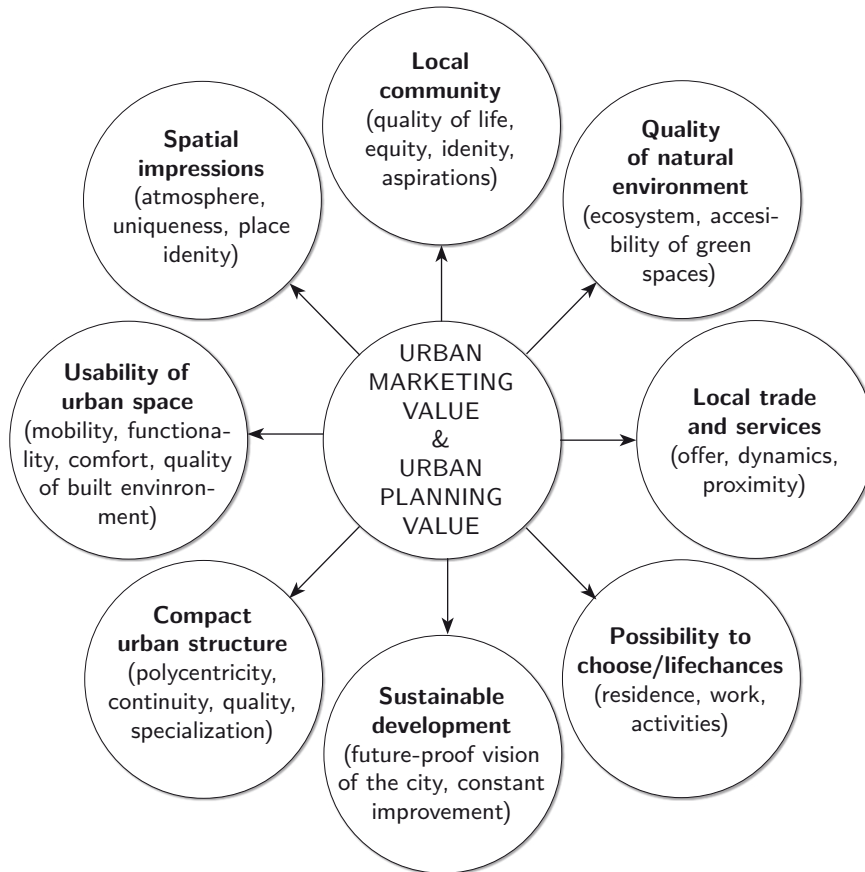 Local
community
(quality of life,
equity, idenity,
aspirations)
Spatial
impressions
(atmosphere,
uniqueness, place
idenity)
Quality
of natural
environment
(ecosystem, accesi-
bility of green
spaces)
Usability of
urban space
(mobility, functiona-
lity, comfort, quality
of built envinron-
ment)
URBAN
MARKETING
VALUE
&
URBAN
PLANNING
VALUE
Local trade
and services
(offer, dynamics,
proximity)
Compact
urban structure
(polycentricity,
continuity, quality,
specialization)
Sustainable
development
(future-proof vision
of the city, constant
improvement)
Possibility to
choose/lifechances
(residence, work,
activities)